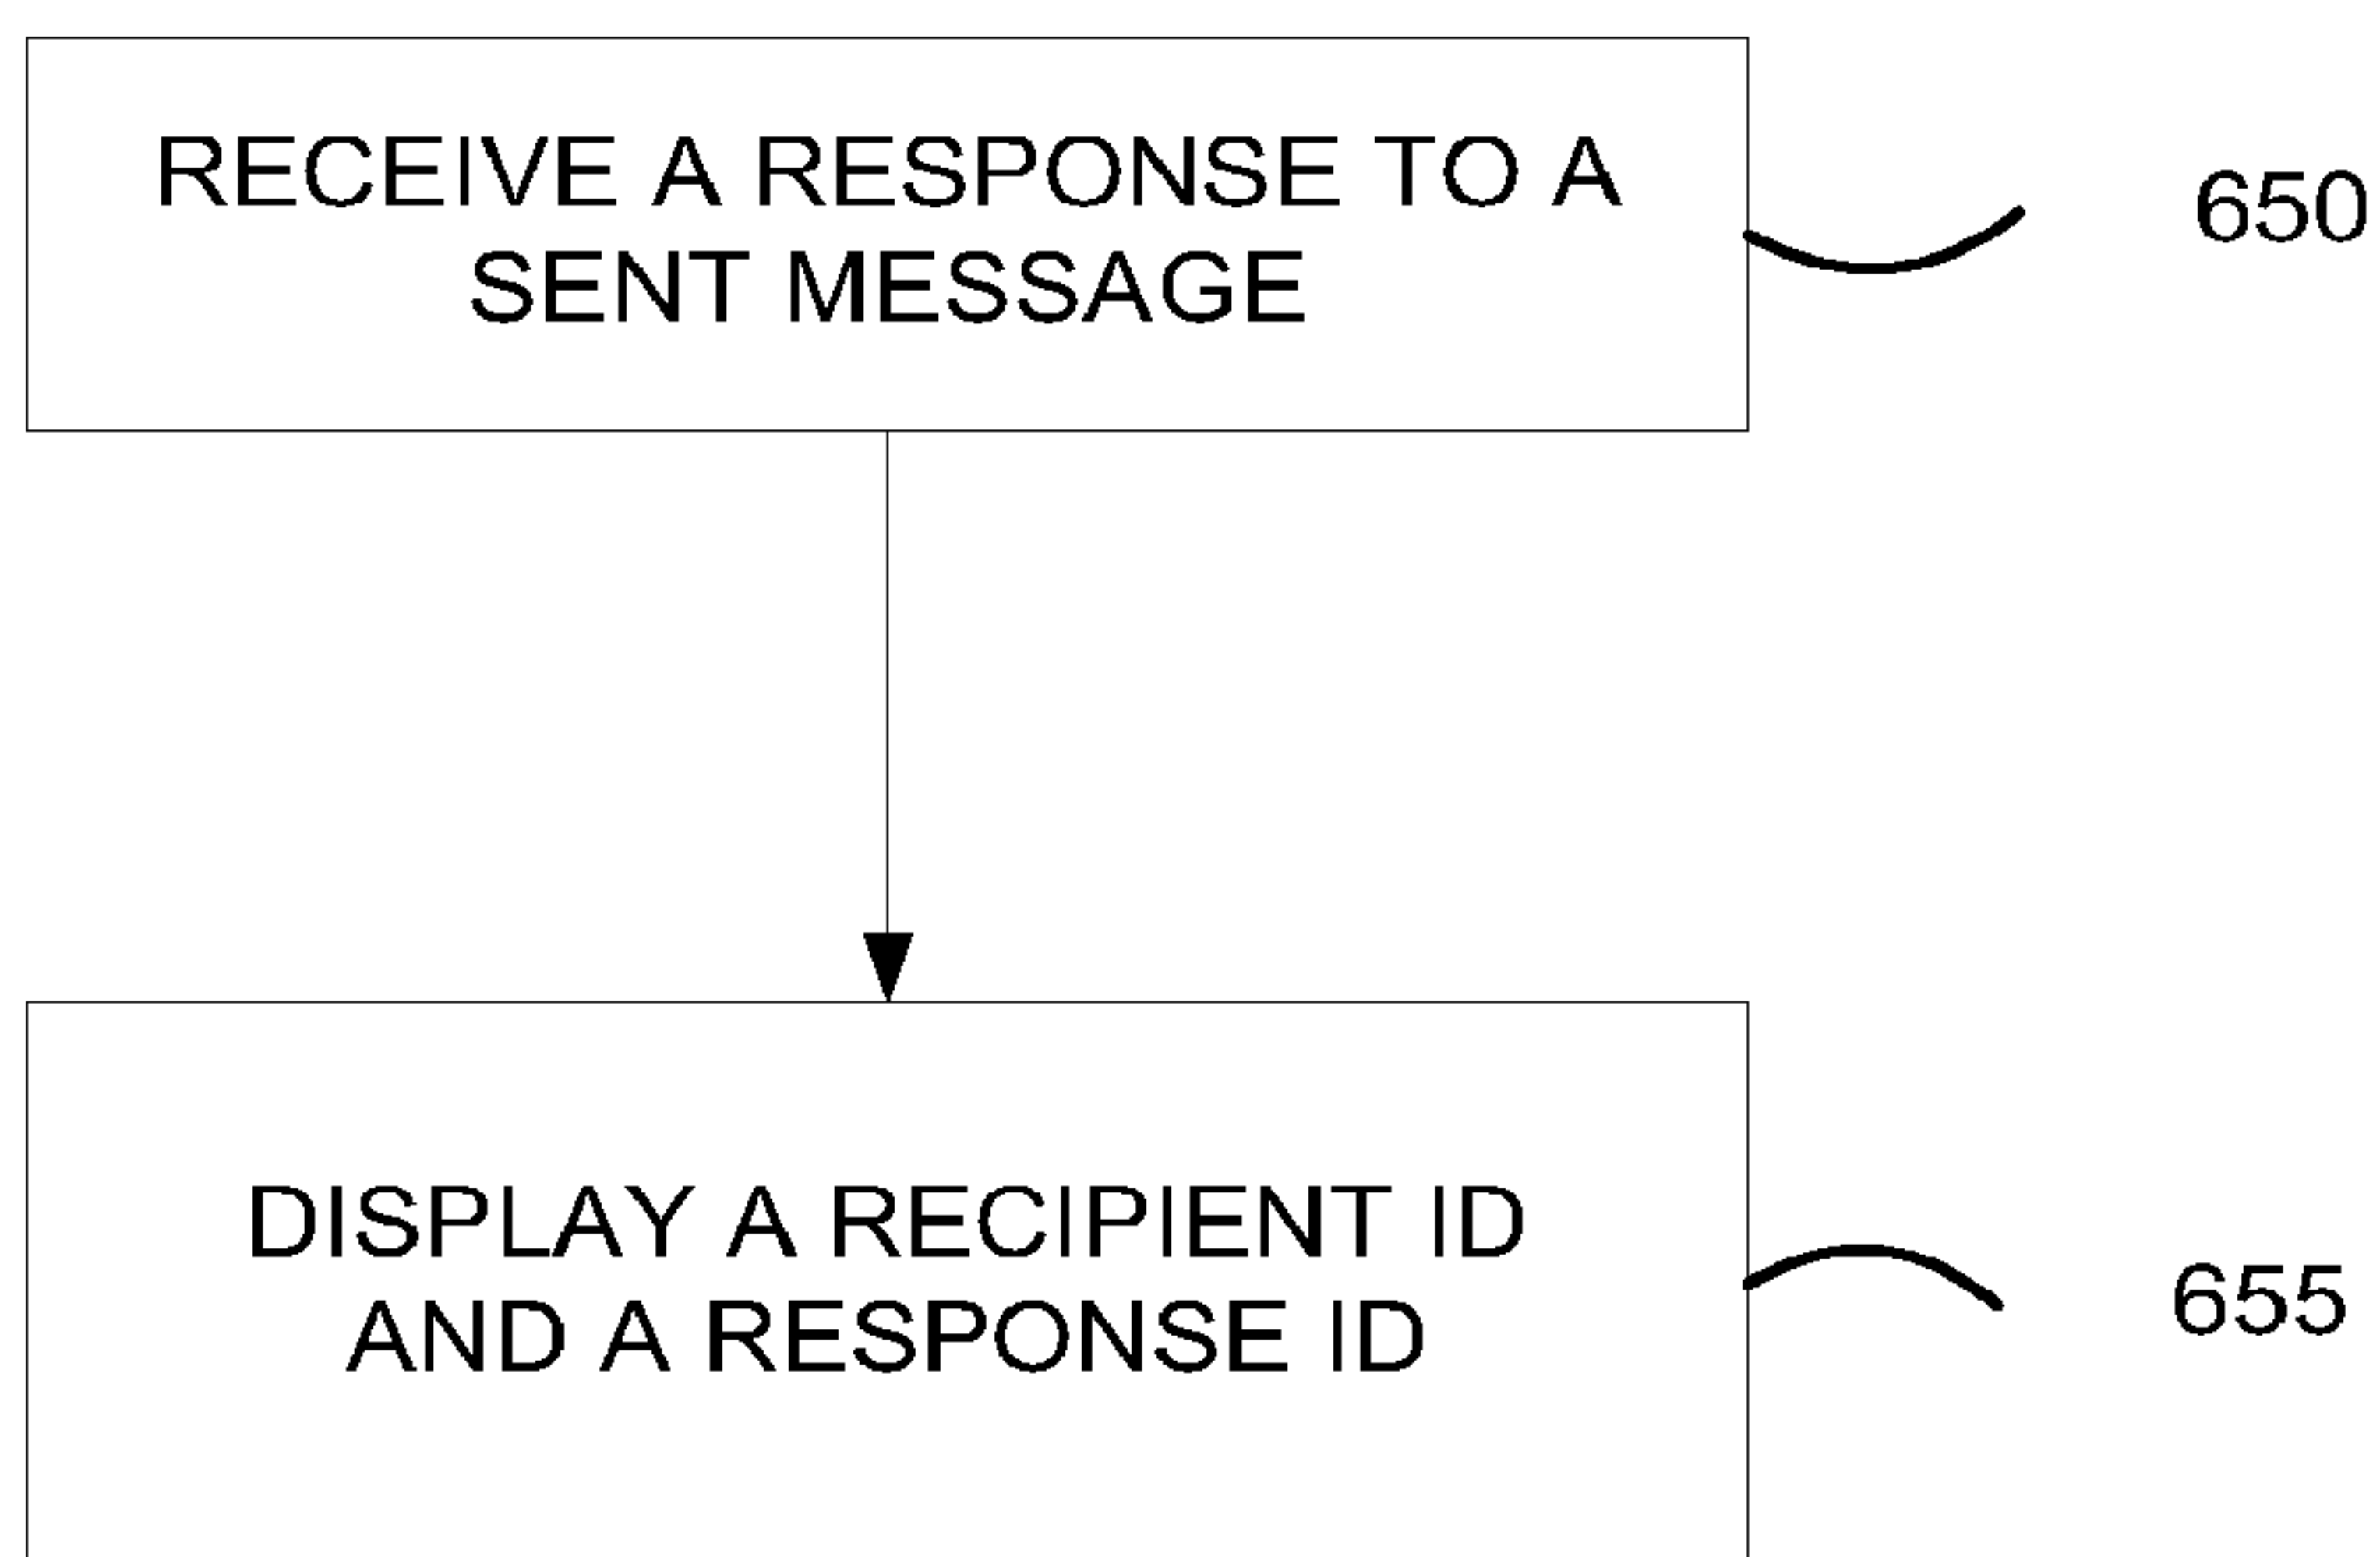 RECEIVE A RESPONSE TO A
SENT MESSAGE
650
DISPLAY A RECIPIENT ID
AND A RESPONSE ID
655